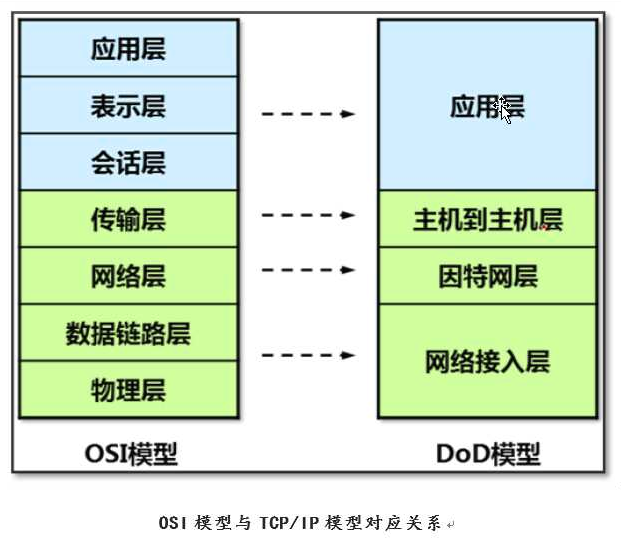 应用层
表示层
会话层
传输层
网络层
数据链路层
物理层
OSI模型
应用层
主机到主机层
因特网层
网络接入层
DoD模型
OSI 模型与 TCP/IP 模型对应关系